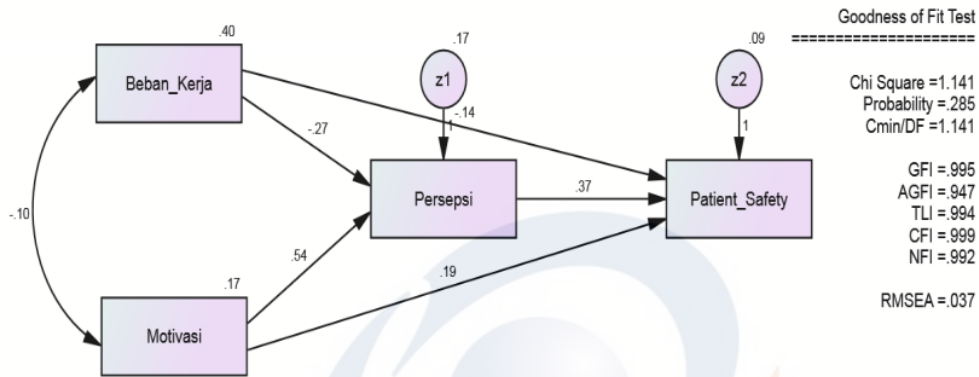 Goodness of Fit Test
=====================
.40
.17
.09
Beban_Kerja
z1
z2
Chi Square =1.141
Probability =.285
Cmin/DF =1.141
-.14
1
1
-.27
GFI =.995
AGFI =.947
TLI =.994
CFI =.999
NFI =.992
RMSEA =.037
Persepsi
.37
Patient_Safety
-.10
.54
.19
.17
Motivasi